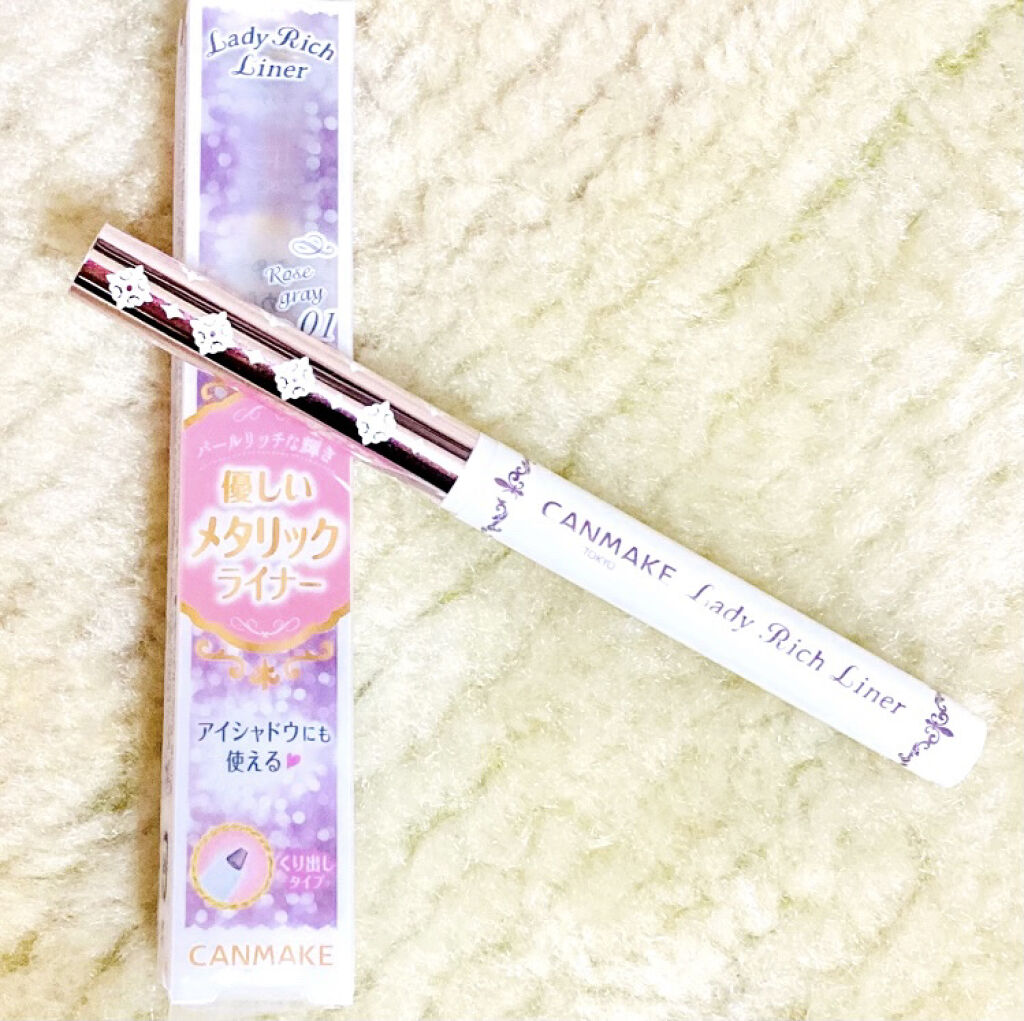 Lady Rich
Liner
Rose
gray
01
パールリッチな輝き
優しい
メタリック
ライナー
アイシャドウにも
使える
くり出し
タイプ
CANMAKE
CANMAKE
TOKYO
Lady Rich Liner